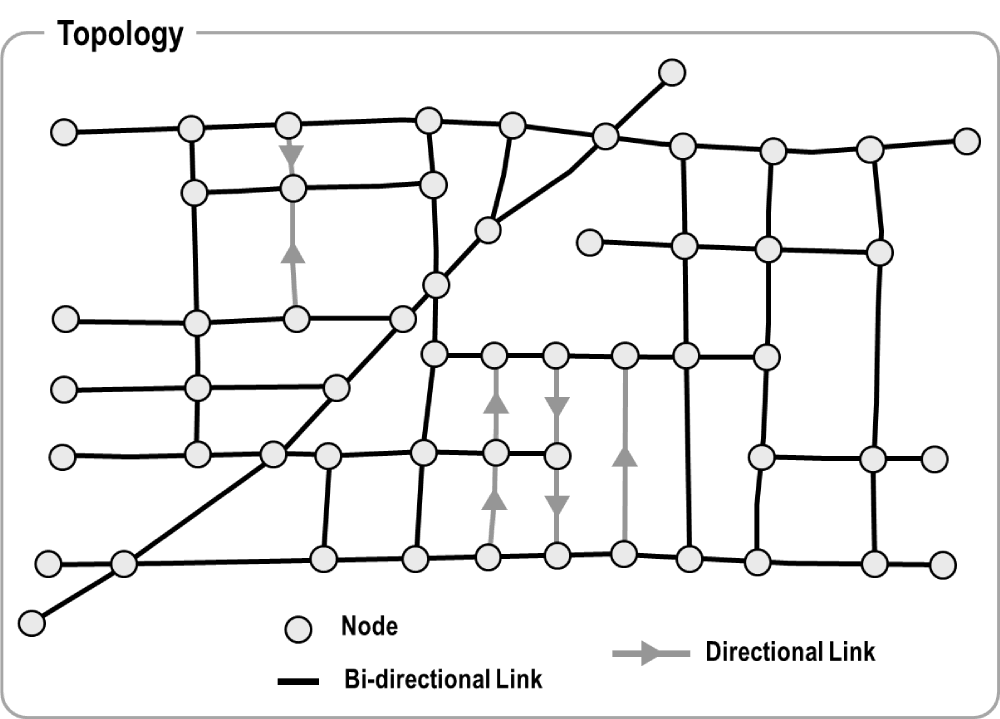 Topology
Node
Directional Link
Bi-directional Link